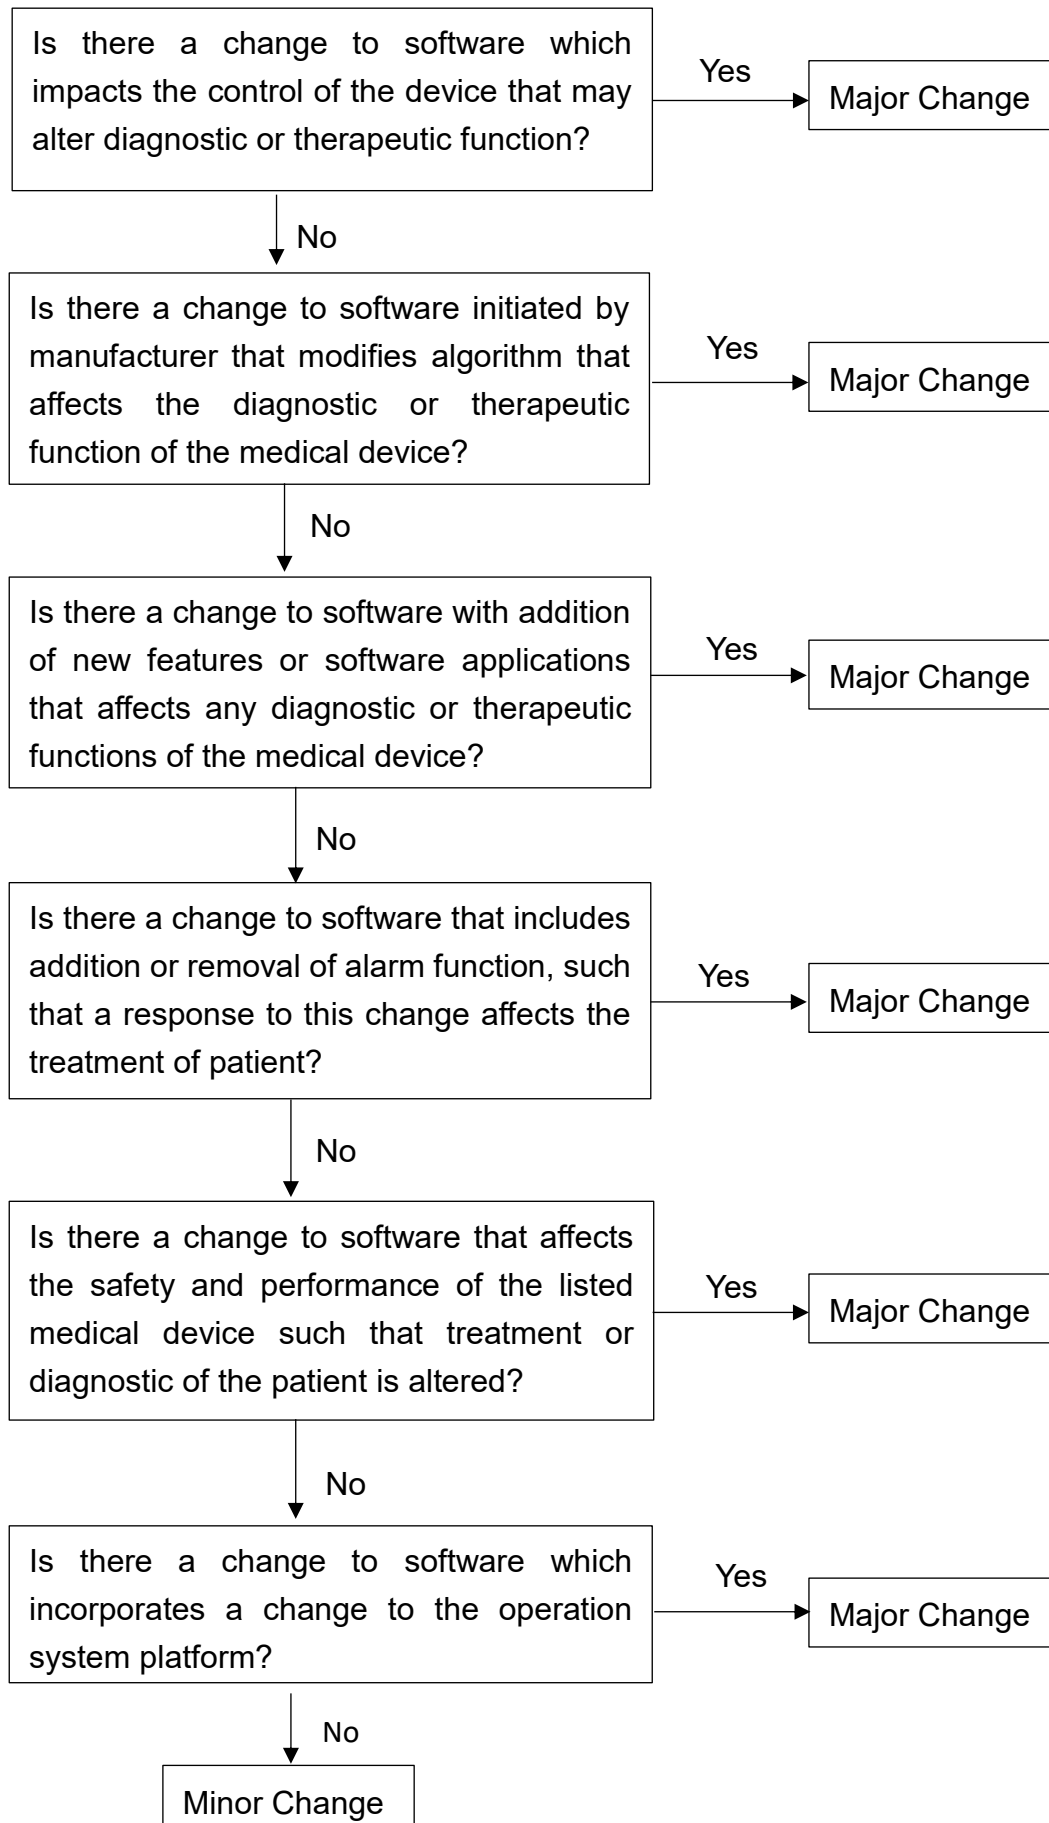 Is there a change to software which
impacts the control of the device that may
alter diagnostic or therapeutic function?
Yes
Major Change
No
Is there a change to software initiated by
manufacturer that modifies algorithm that
affects the diagnostic or therapeutic
function of the medical device?
Yes
Major Change
No
Is there a change to software with addition
of new features or software applications
that affects any diagnostic or therapeutic
functions of the medical device?
Yes
Major Change
No
Is there a change to software that includes
addition or removal of alarm function, such
that a response to this change affects the
treatment of patient?
Yes
Major Change
No
Is there a change to software that affects
the safety and performance of the listed
medical device such that treatment or
diagnostic of the patient is altered?
Yes
Major Change
No
Is there a change to software which
incorporates a change to the operation
system platform?
Yes
Major Change
No
Minor Change